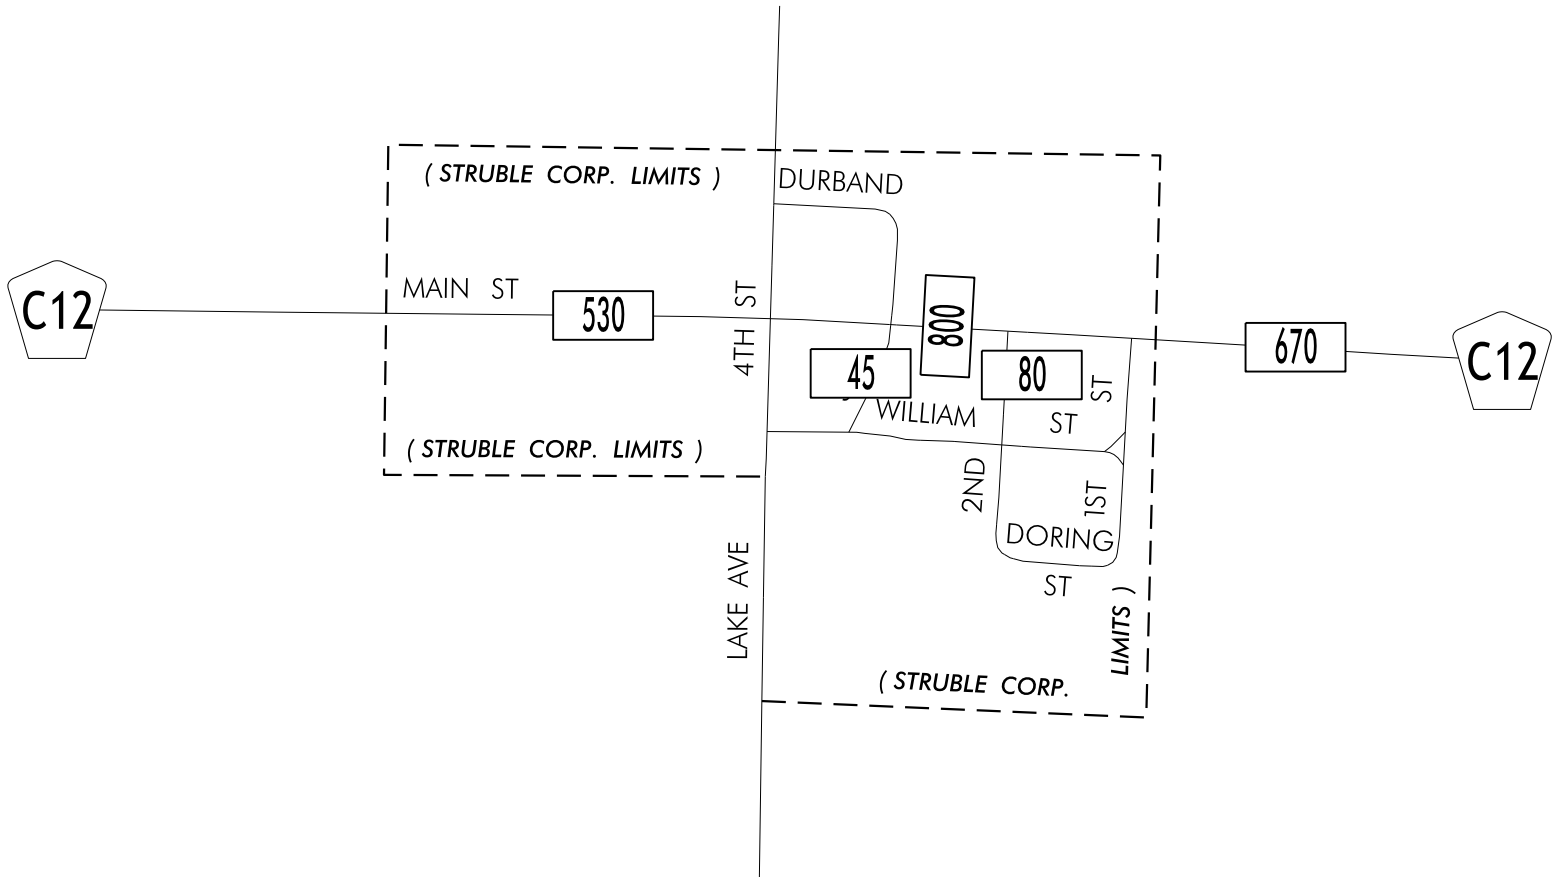 ( STRUBLE CORP. LIMITS )
DURBAND
MAIN ST
C12
530
4TH ST
800
45
80
ST
670
C12
WILLIAM ST
( STRUBLE CORP. LIMITS )
2ND
1ST
DORING
ST
LAKE AVE
( STRUBLE CORP.
LIMITS )